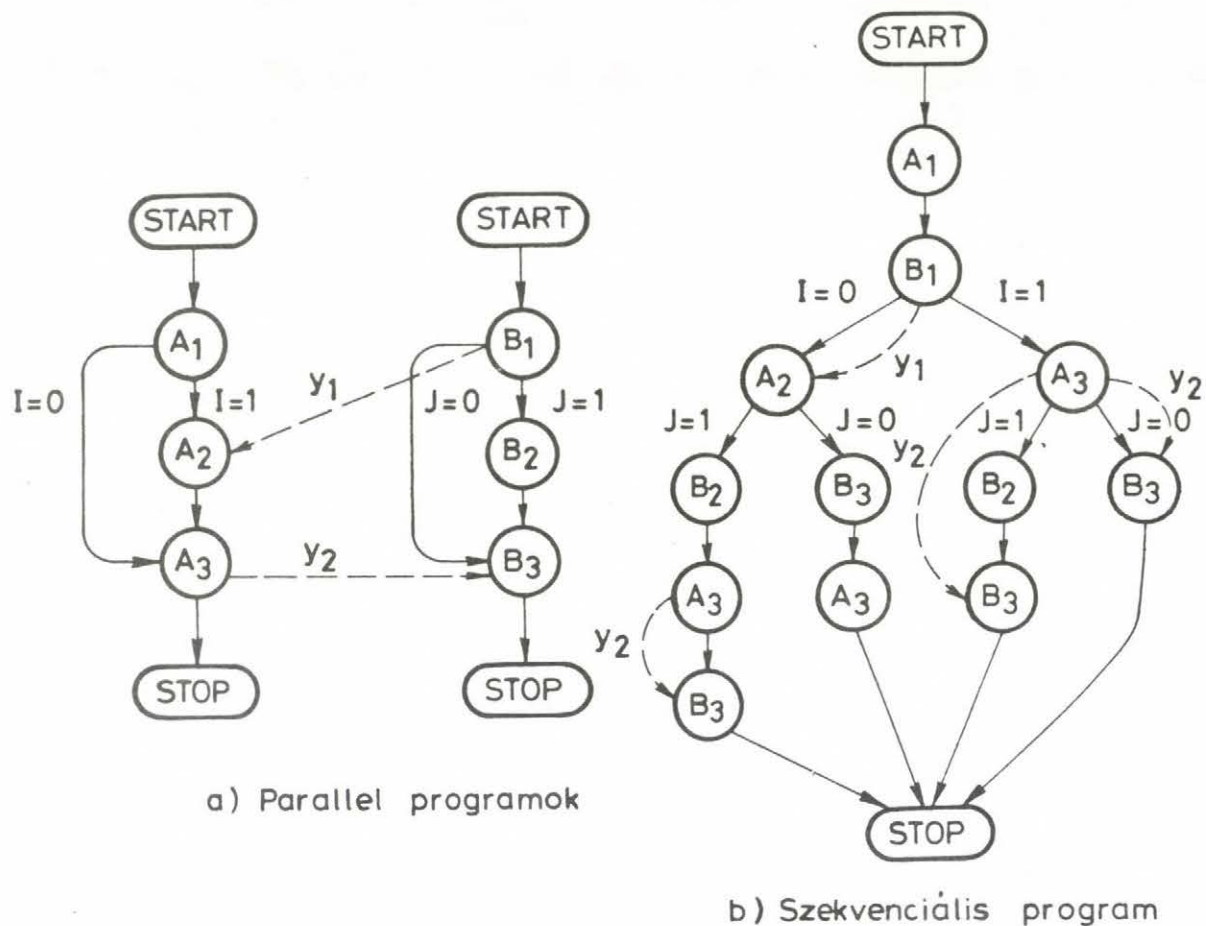 START
A1
I=0
I=1
A2
A3
STOP
START
B1
y1
J=0
J=1
B2
B3
y2
STOP
a) Parallel programok
START
A1
B1
I=0
I=1
y1
A2
A3
y2
J=1
J=0
J=1
J=0
y2
B2
B3
B2
B3
A3
A3
B3
y2
B3
STOP
b) Szekvenciális program